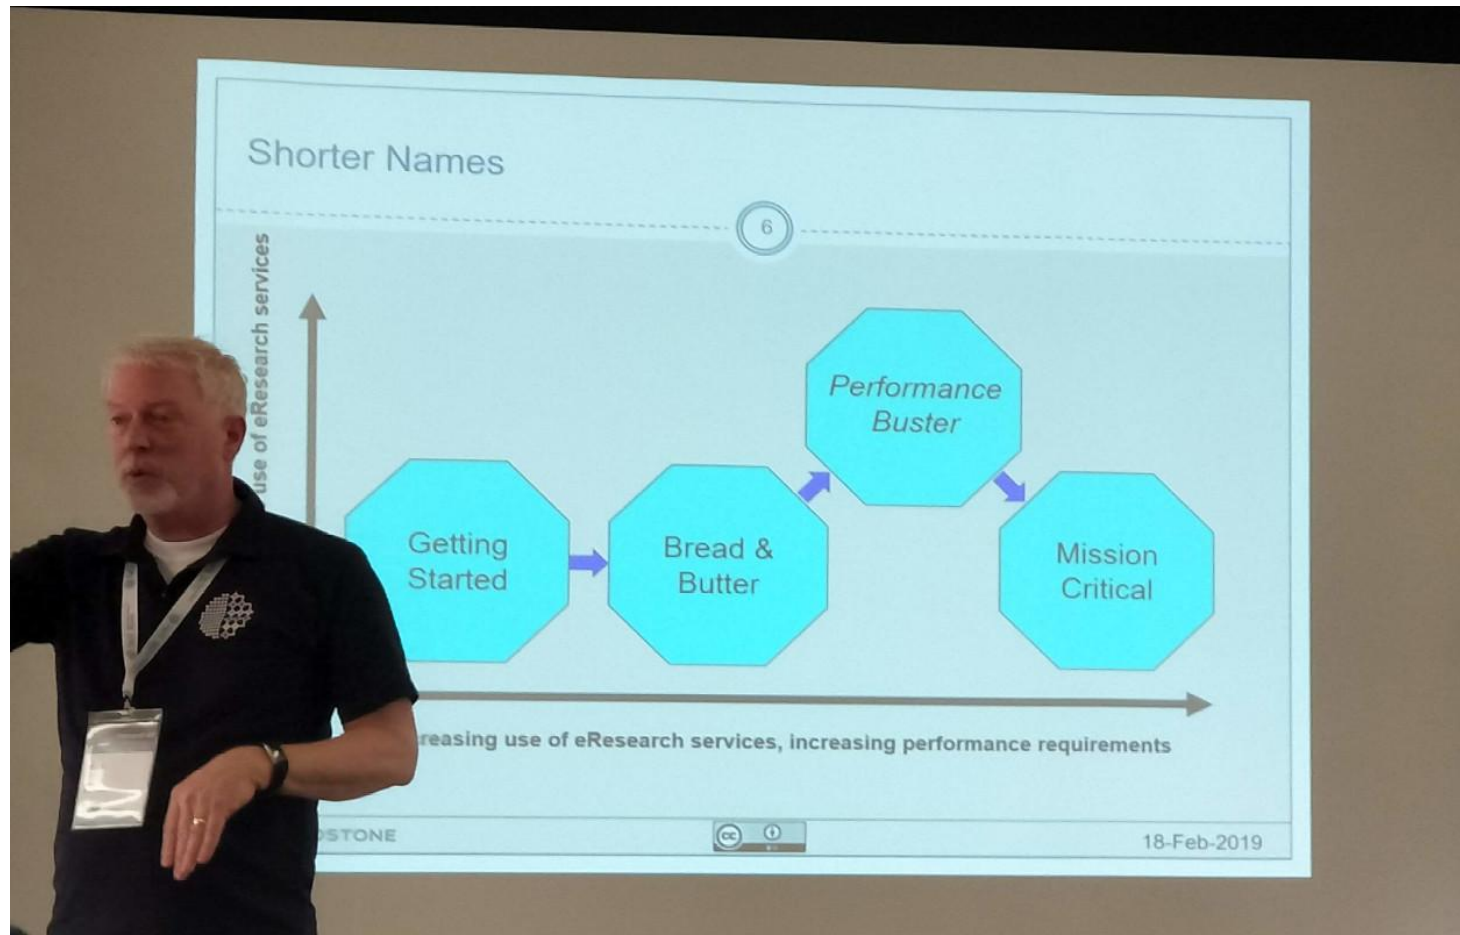 Shorter Names
6
use of eResearch services
Performance
Buster
Getting
Started
Bread &
Butter
Mission
Critical
reasing use of eResearch services, increasing performance requirements
STONE
cc
18-Feb-2019